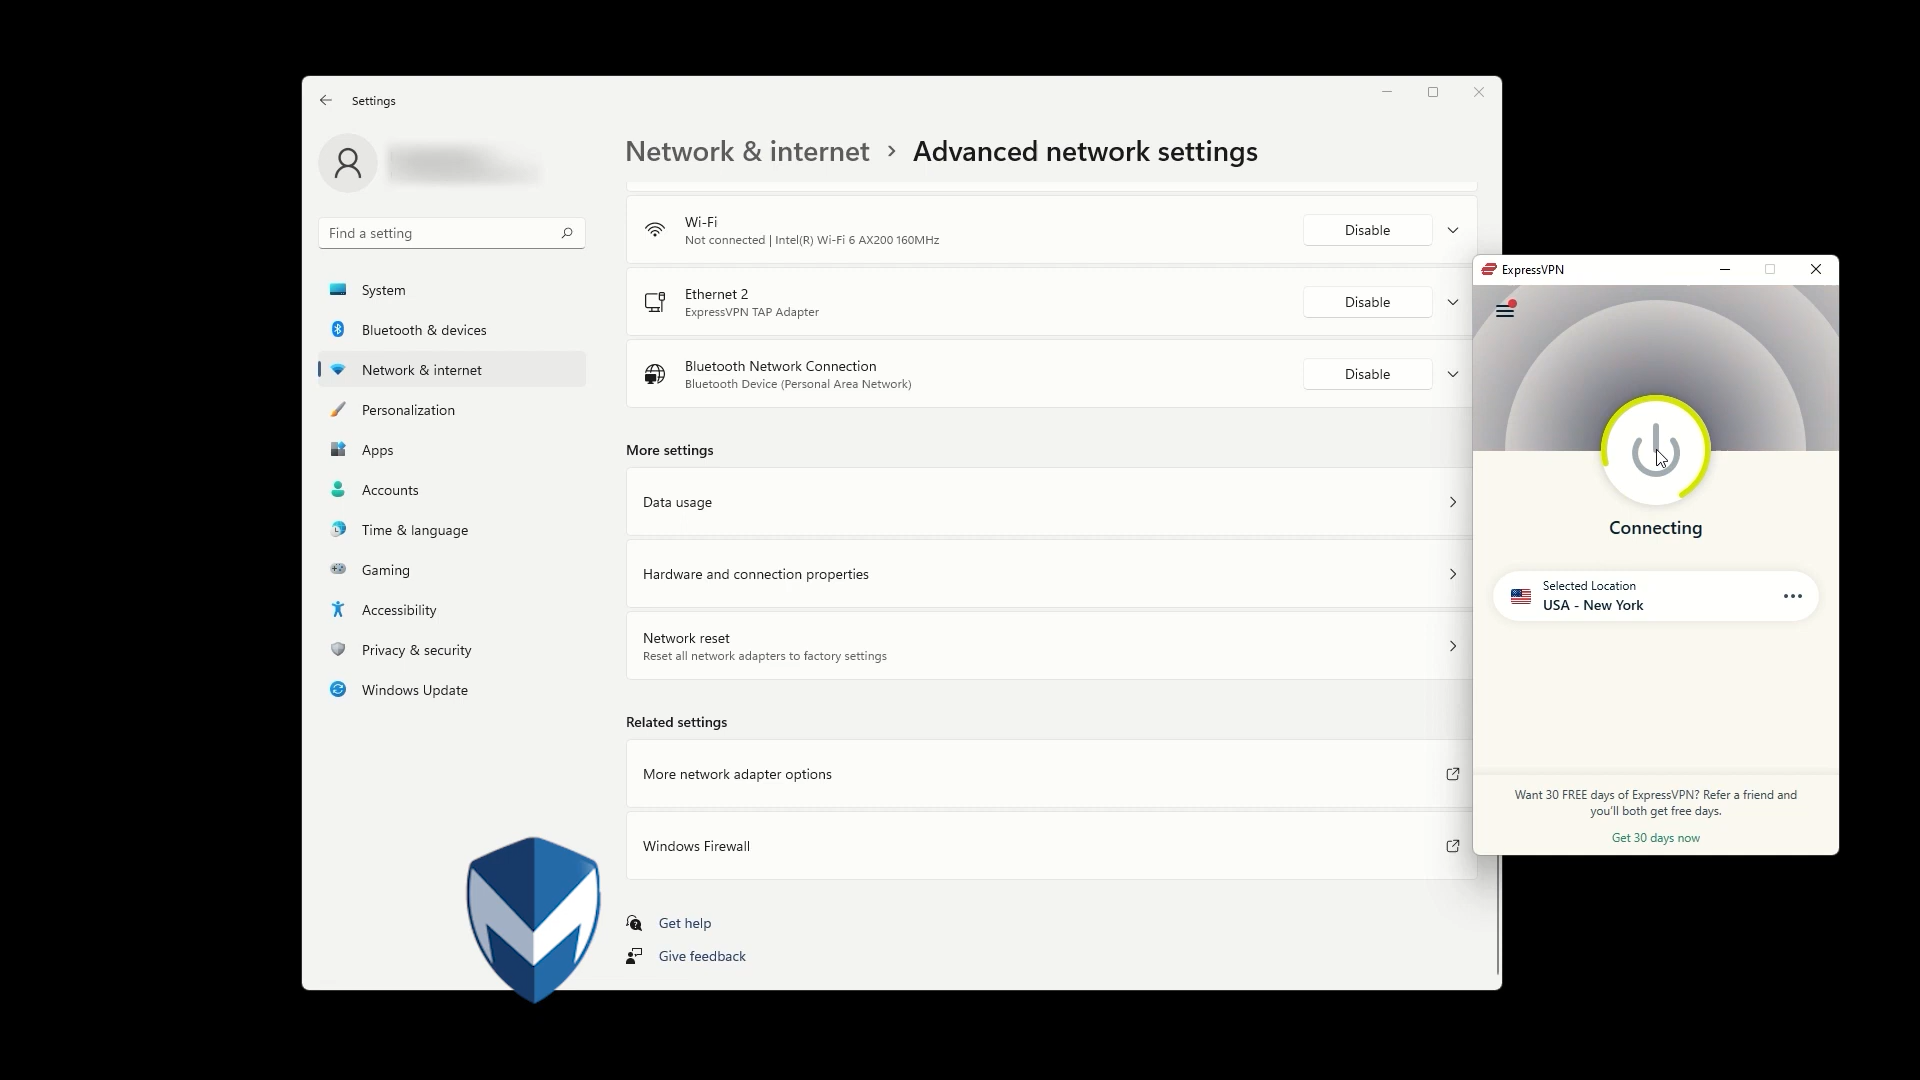 Settings
Find a setting
System
Bluetooth & devices
Network & internet
Personalization
Apps
Accounts
Time & language
Gaming
Accessibility
Privacy & security
Windows Update
Network & internet > Advanced network settings
Wi-Fi
Not connected | Intel(R) Wi-Fi 6 AX200 160MHz
Disable
Ethernet 2
ExpressVPN TAP Adapter
Disable
Bluetooth Network Connection
Bluetooth Device (Personal Area Network)
Disable
More settings
Data usage
Hardware and connection properties
Network reset
Reset all network adapters to factory settings
Related settings
More network adapter options
Windows Firewall
Get help
Give feedback
ExpressVPN
Connecting
Selected Location
USA - New York
Want 30 FREE days of ExpressVPN? Refer a friend and
you'll both get free days.
Get 30 days now